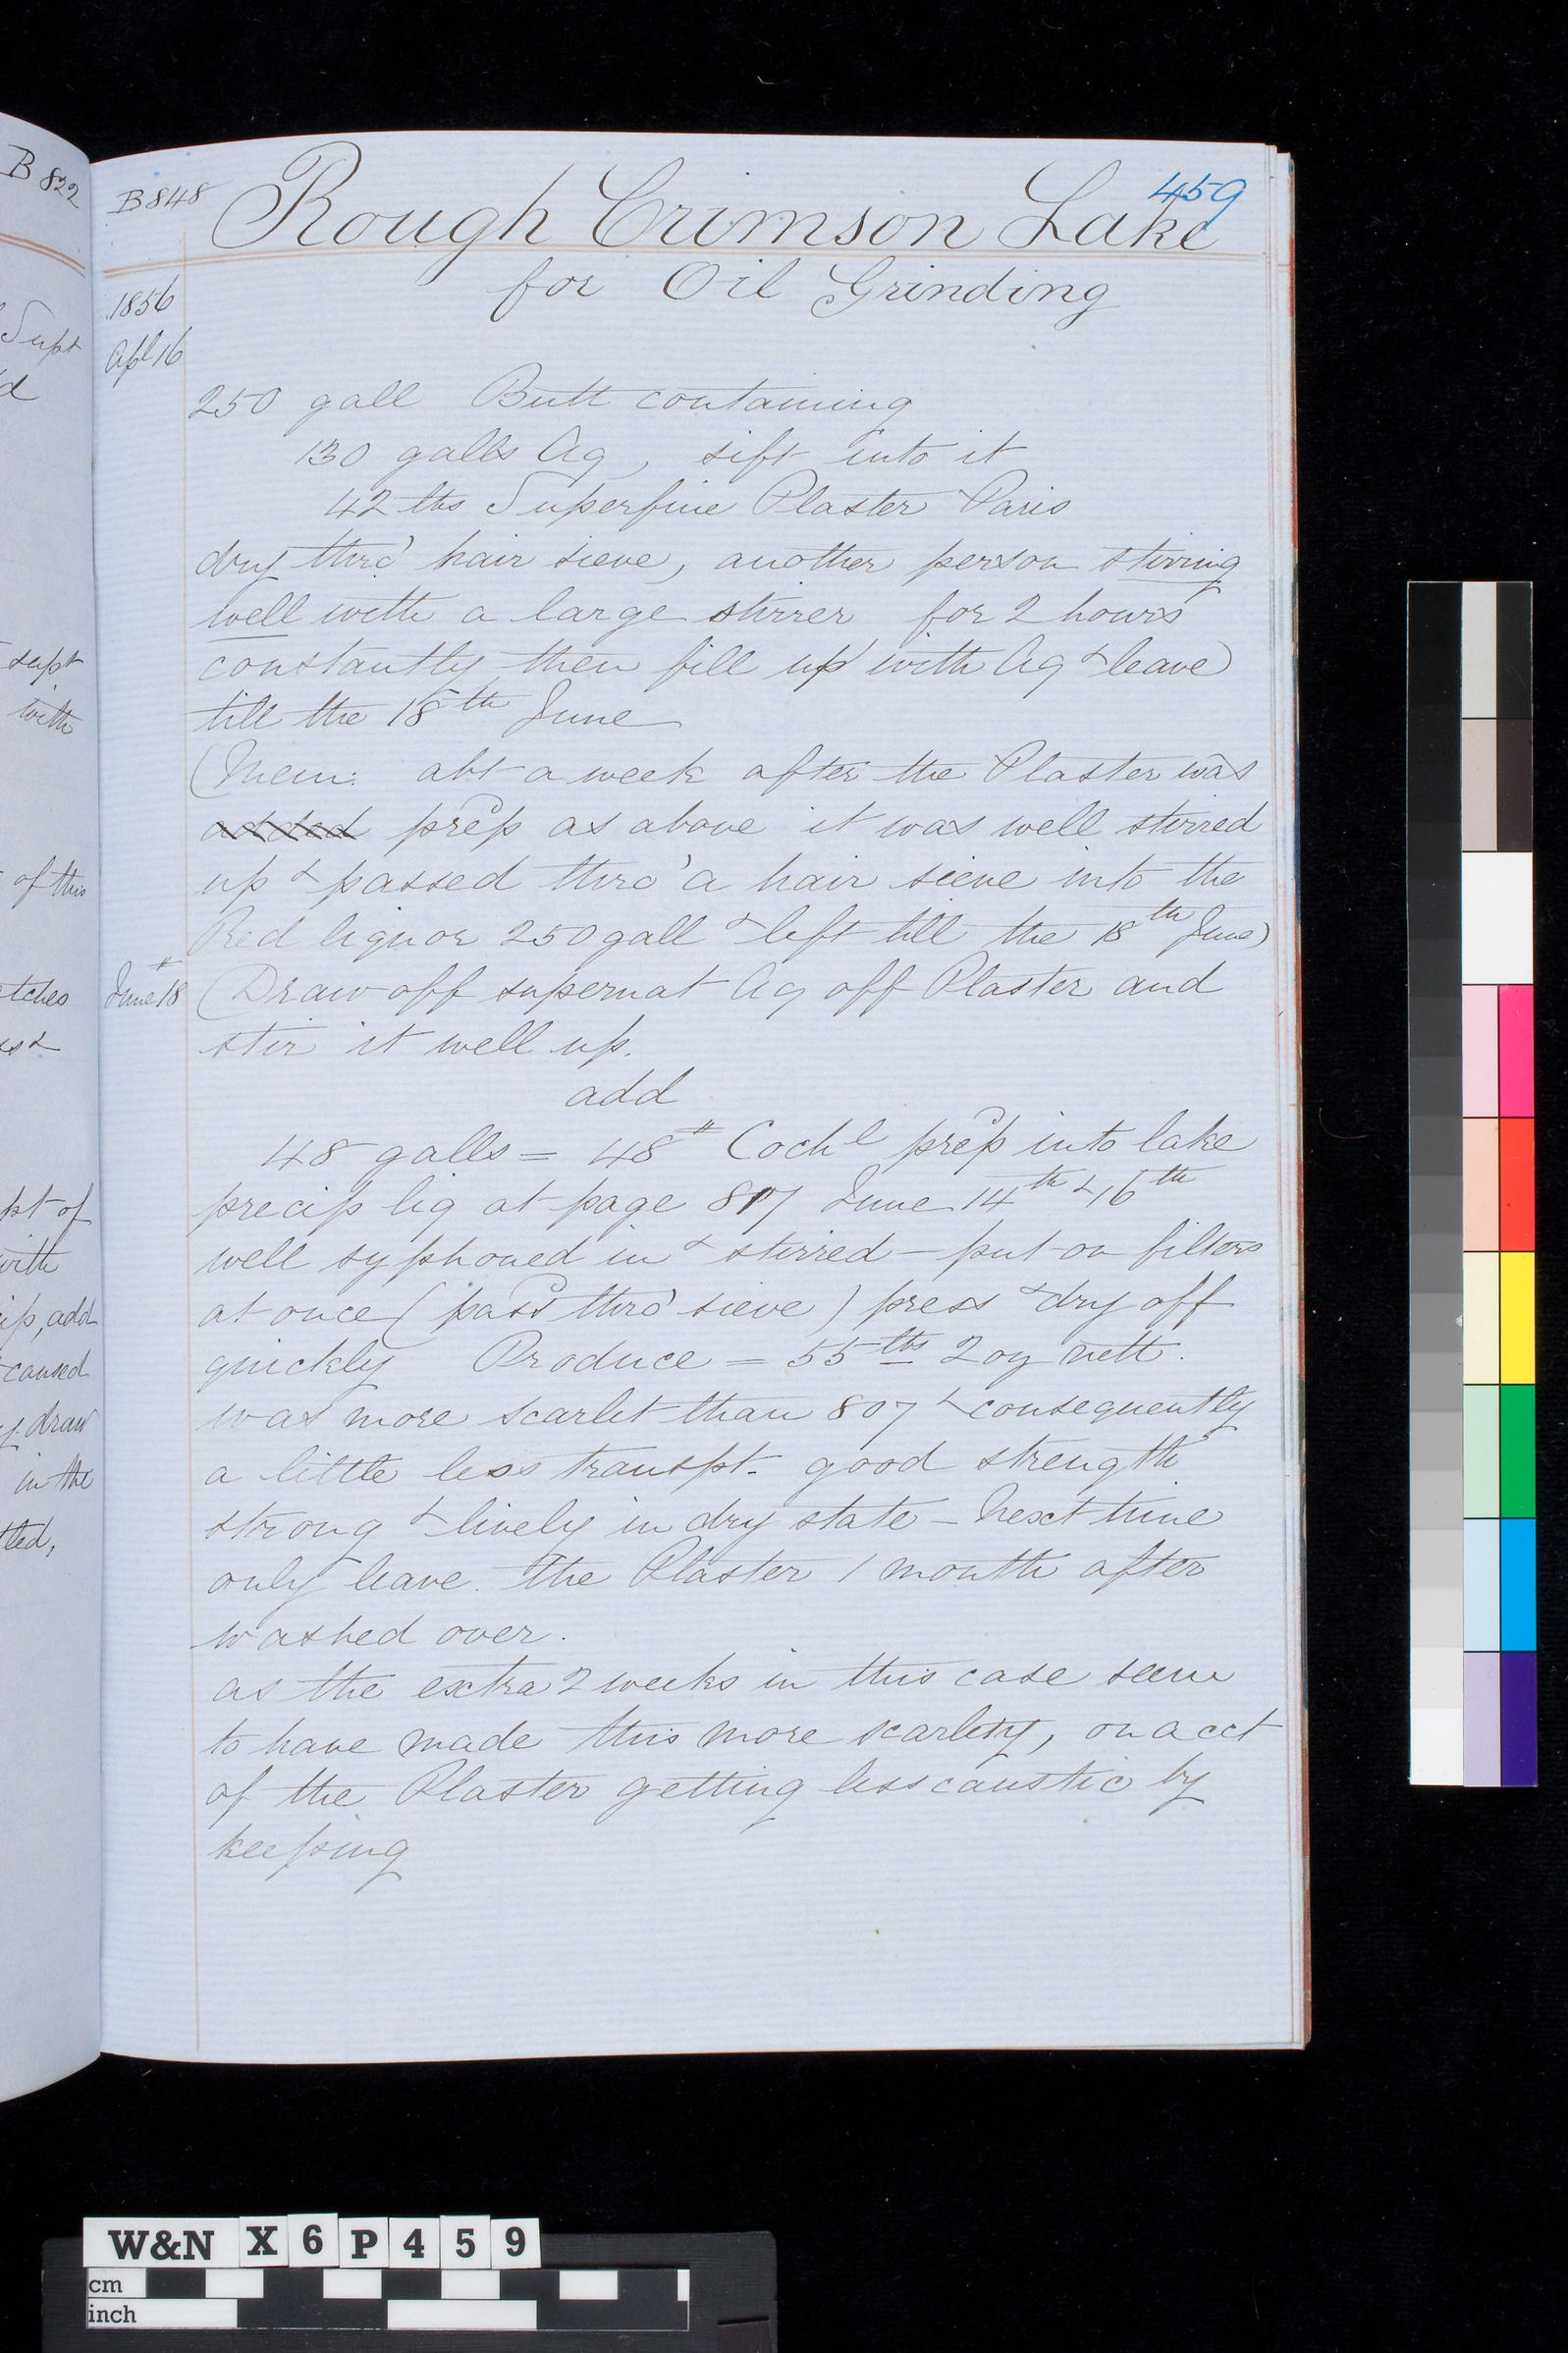 B 822
Supt
d
supt
with
of this
tches
pt of
with
ip, add
caused
draw
in the
tled,
B 848
459
Rough Crimson Lake
for Oil Grinding
1856
Apl 16
250 gall Butt containing
130 galls Aq, sift into it
42 lbs Superfine Plaster Paris
dry thro' hair sieve, another person stirring
well with a large stirrer for 2 hours
constantly then fill up with Aq & leave
till the 18th June
(Mem: abt a week after the Plaster was
added prep as above it was well stirred
up & passed thro' a hair sieve into the
Red liquor 250 gall & left till the 18th June)
June 18 (Draw off supernat Aq off Plaster and
stir it well up.
add
48 galls = 48# Cochl prep into lake
precip liq at page 807 June 14th & 16th
well syphoned in & stirred - put on filters
at once (pass thro' sieve) press & dry off
quickly Produce = 55 lbs 2 oz nett.
was more scarlet than 807 & consequently
a little less transpt. good strength
strong & lively in dry state - Next time
only leave the Plaster 1 month after
washed over.
as the extra 2 weeks in this case seem
to have made this more scarlety, on acct
of the Plaster getting less caustic by
keeping
W&N X 6 P 4 5 9
cm
inch